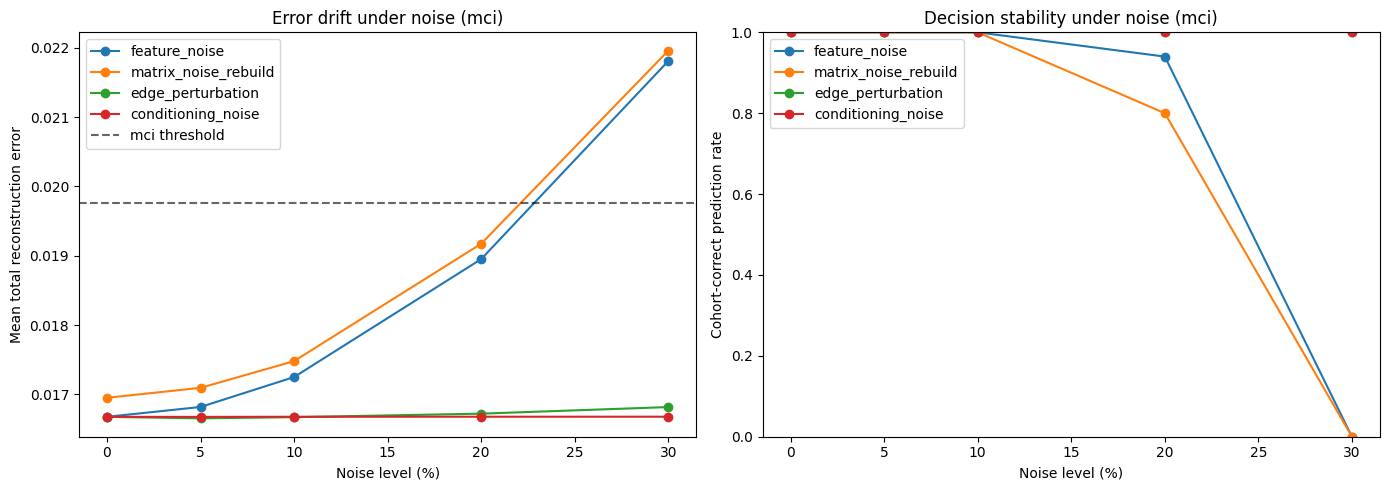 Error drift under noise (mci)
Mean total reconstruction error
0.022
0.021
0.020
0.019
0.018
0.017
feature_noise
matrix_noise_rebuild
edge_perturbation
conditioning_noise
mci threshold
0 5 10 15 20 25 30
Noise level (%)
Decision stability under noise (mci)
Cohort-correct prediction rate
1.0
0.8
0.6
0.4
0.2
0.0
feature_noise
matrix_noise_rebuild
edge_perturbation
conditioning_noise
0 5 10 15 20 25 30
Noise level (%)